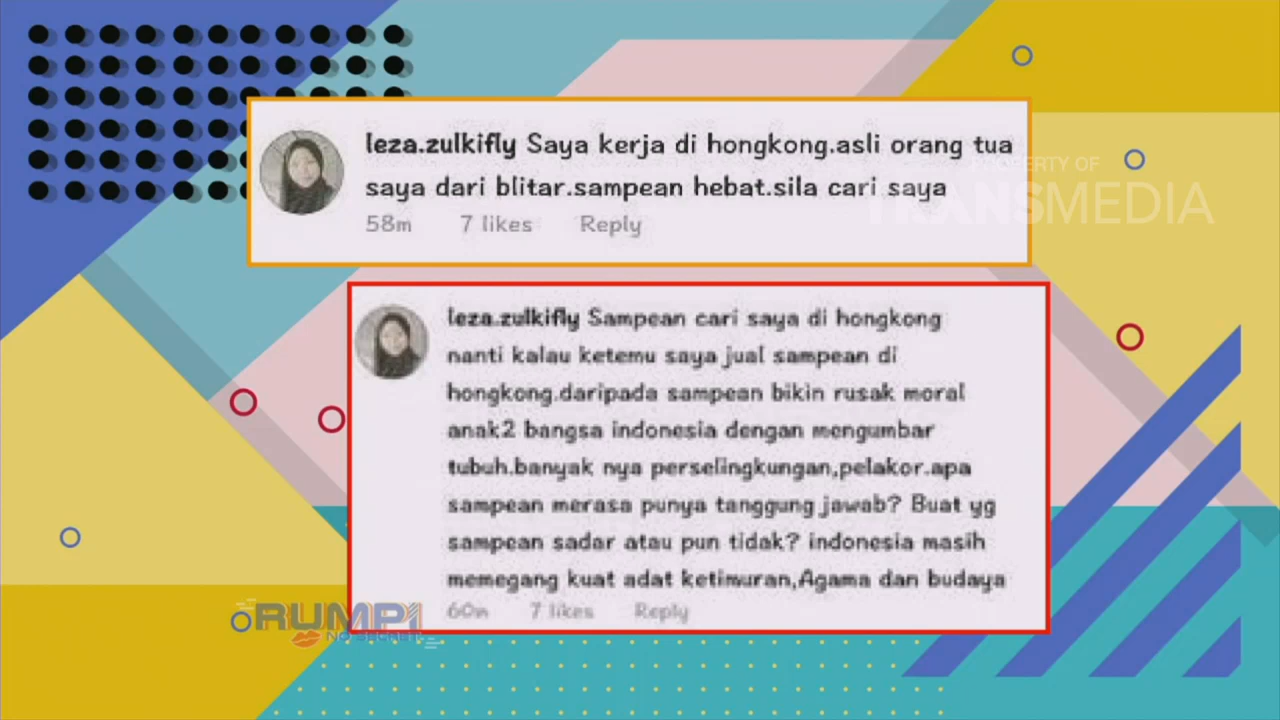 leza.zulkifly Saya kerja di hongkong.asli orang tua
saya dari blitar.sampean hebat.sila cari saya
58m 7 likes Reply
PROPERTY OF
TRANSMEDIA
leza.zulkifly Sampean cari saya di hongkong
nanti kalau ketemu saya jual sampean di
hongkong.daripada sampean bikin rusak moral
anak2 bangsa indonesia dengan mengumbar
tubuh.banyak nya perselingkungan,pelakor.apa
sampean merasa punya tanggung jawab? Buat yg
sampean sadar atau pun tidak? indonesia masih
memegang kuat adat ketimuran,Agama dan budaya
60m 7 likes Reply
RUMPI
NO SECRET